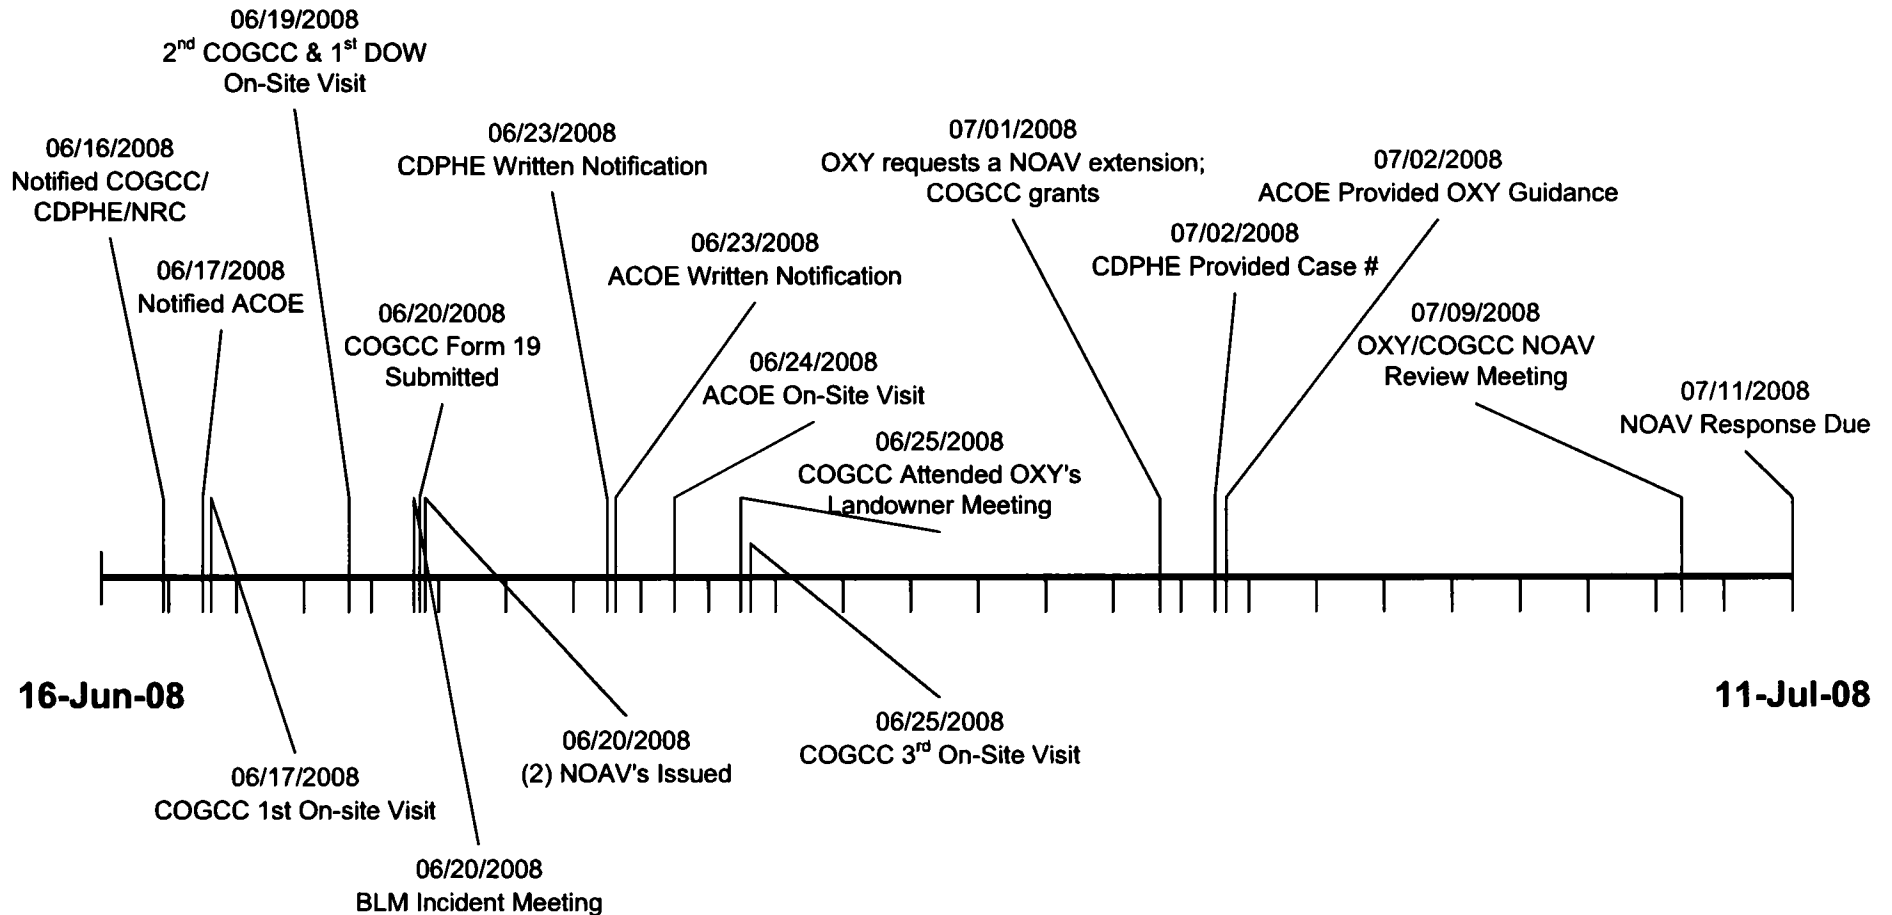 06/19/2008
2nd COGCC & 1st DOW
On-Site Visit
06/16/2008
Notified COGCC/
CDPHE/NRC
06/17/2008
Notified ACOE
06/20/2008
COGCC Form 19
Submitted
06/23/2008
CDPHE Written Notification
06/23/2008
ACOE Written Notification
06/24/2008
ACOE On-Site Visit
06/25/2008
COGCC Attended OXY's
Landowner Meeting
07/01/2008
OXY requests a NOAV extension;
COGCC grants
07/02/2008
CDPHE Provided Case #
07/02/2008
ACOE Provided OXY Guidance
07/09/2008
OXY/COGCC NOAV
Review Meeting
07/11/2008
NOAV Response Due
16-Jun-08
11-Jul-08
06/17/2008
COGCC 1st On-site Visit
06/20/2008
BLM Incident Meeting
06/20/2008
(2) NOAV's Issued
06/25/2008
COGCC 3rd On-Site Visit